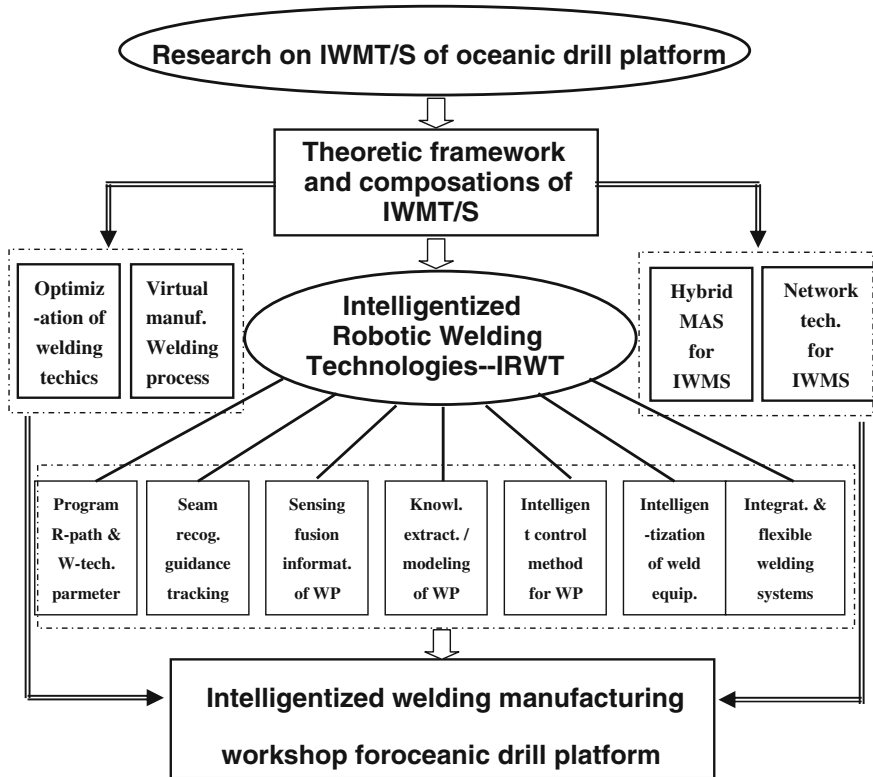 Research on IWMT/S of oceanic drill platform
Theoretic framework
and composations of
IWMT/S
Optimiz
-ation of
welding
techics
Virtual
manuf.
Welding
process
Intelligentized
Robotic Welding
Technologies--IRWT
Hybrid
MAS
for
IWMS
Network
tech.
for
IWMS
Program
R-path &
W-tech.
parmeter
Seam
recog.
guidance
tracking
Sensing
fusion
informat.
of WP
Knowl.
extract. /
modeling
of WP
Intelligen
t control
method
for WP
Intelligen
-tization
of weld
equip.
Integrat. &
flexible
welding
systems
Intelligentized welding manufacturing
workshop foroceanic drill platform